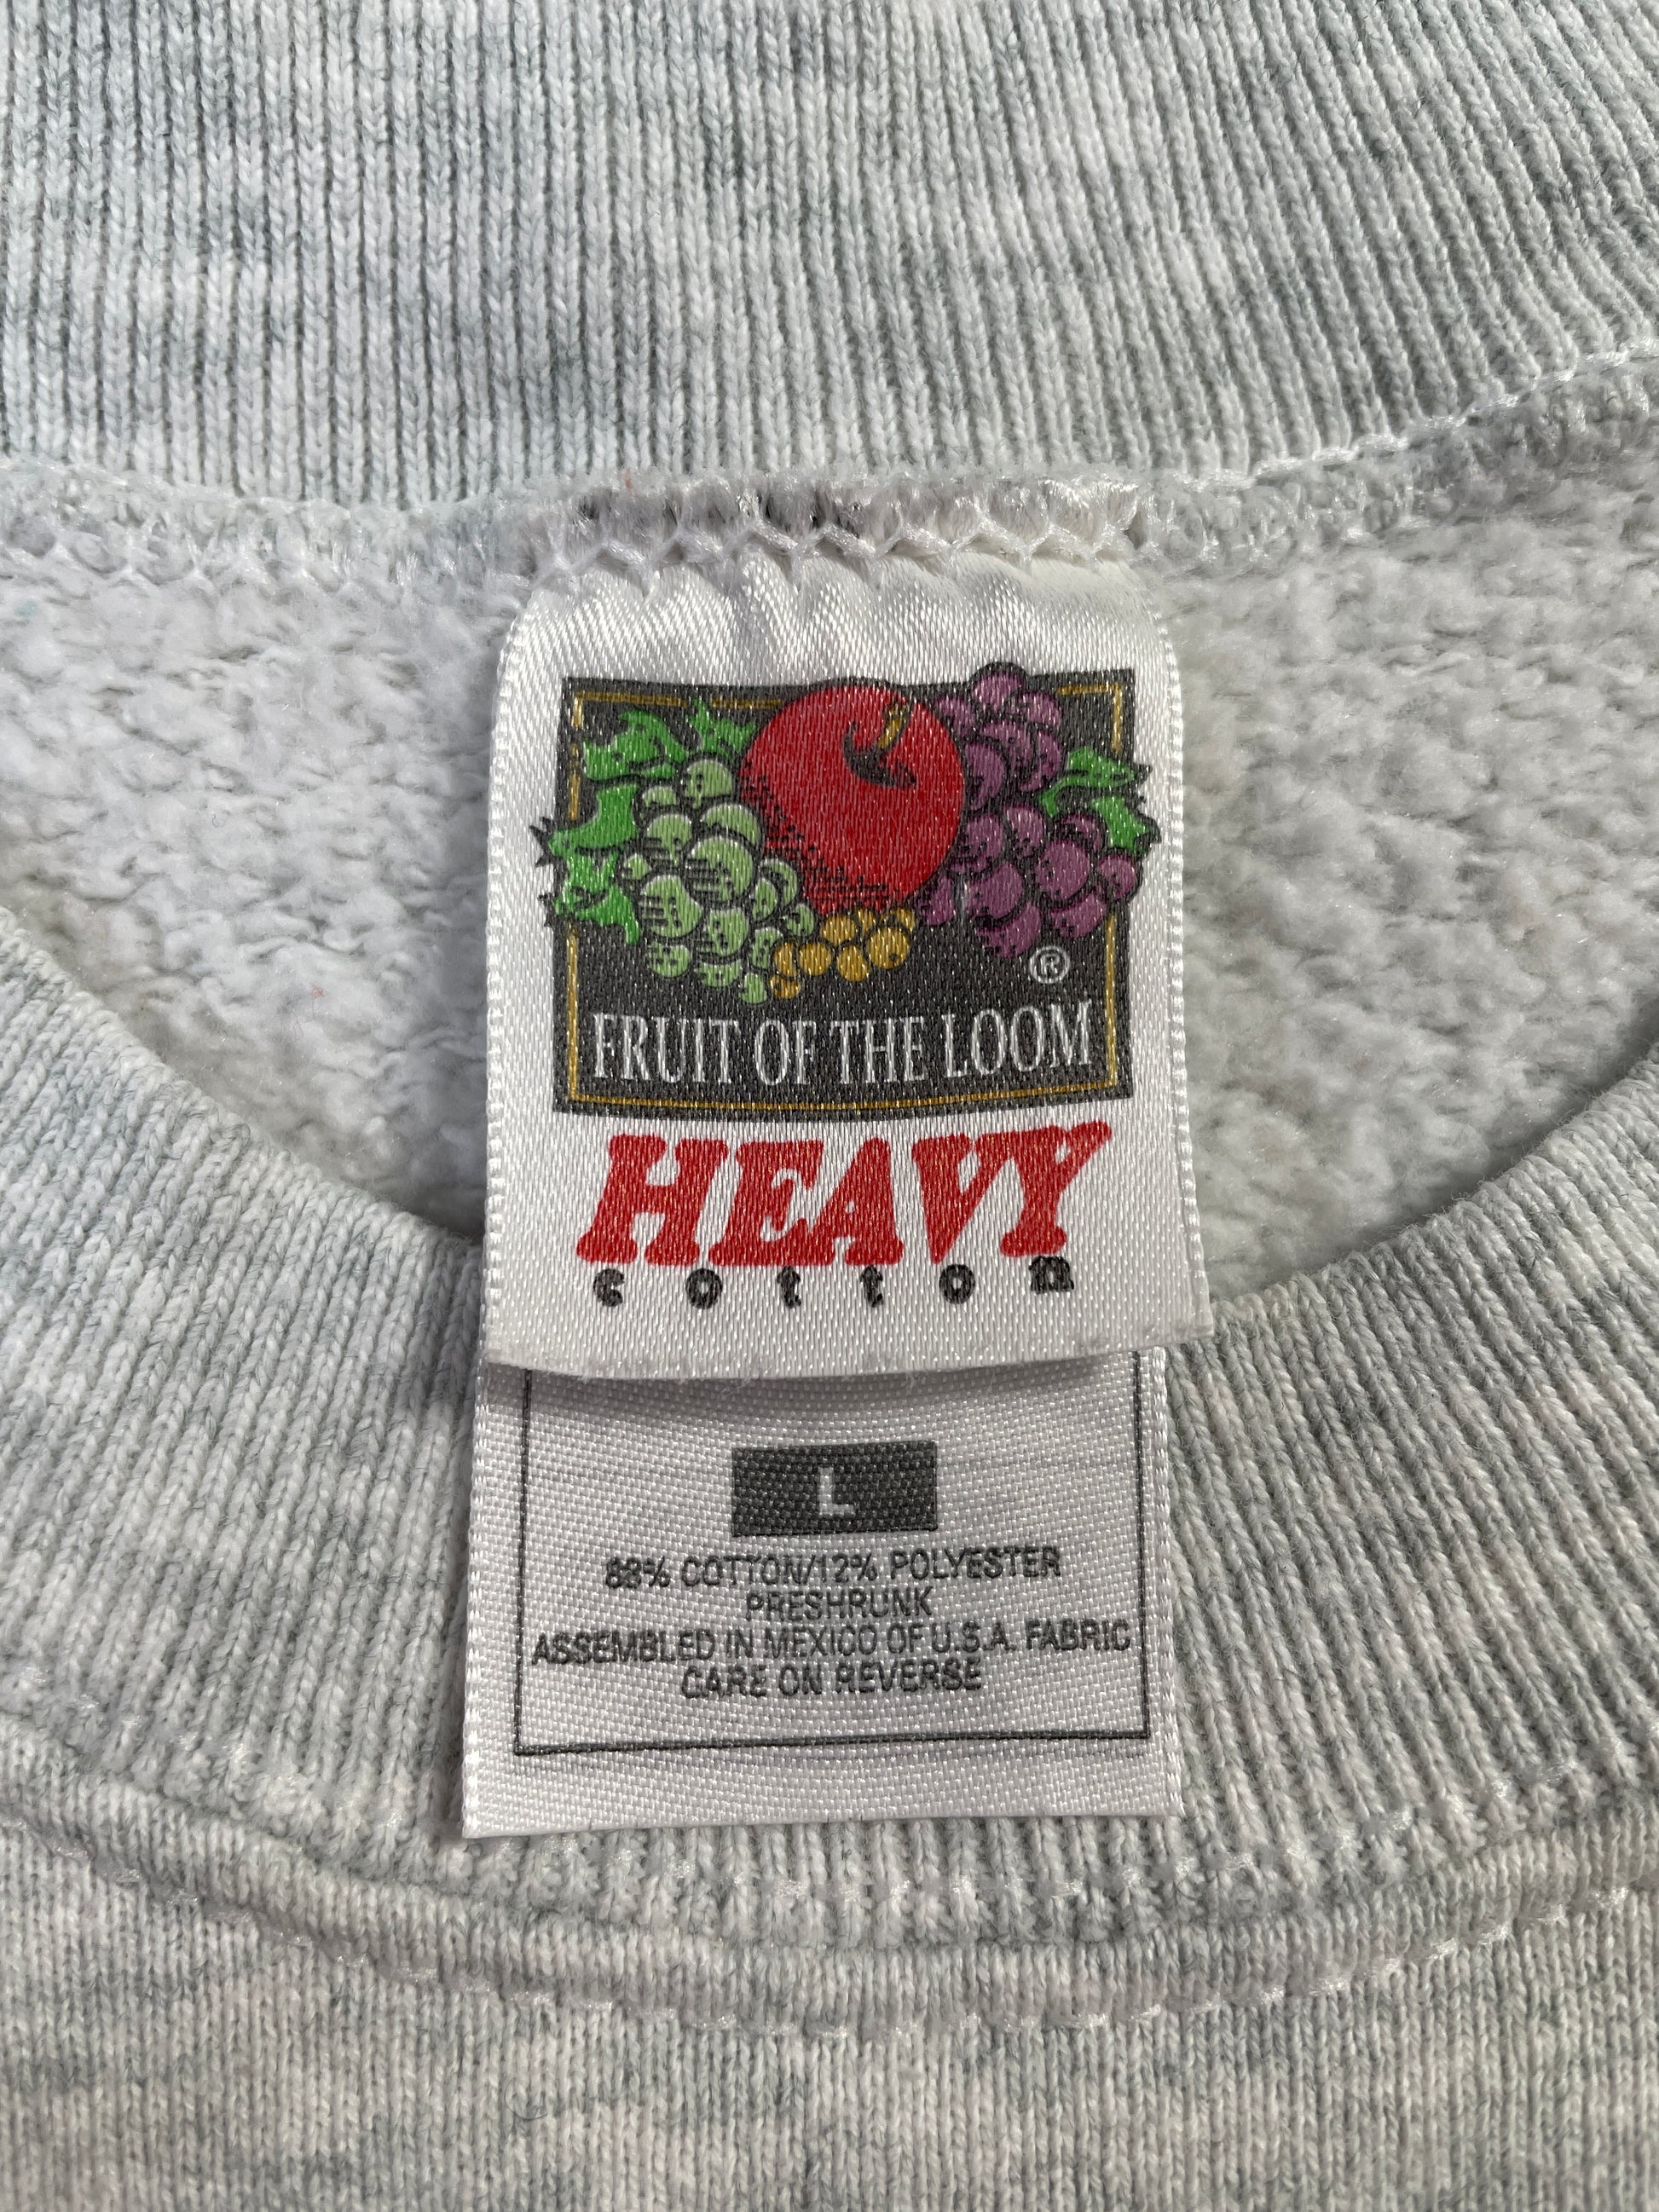 ®
FRUIT OF THE LOOM
HEAVY
cotton
L
88% COTTON/12% POLYESTER
PRESHRUNK
ASSEMBLED IN MEXICO OF U.S.A. FABRIC
CARE ON REVERSE